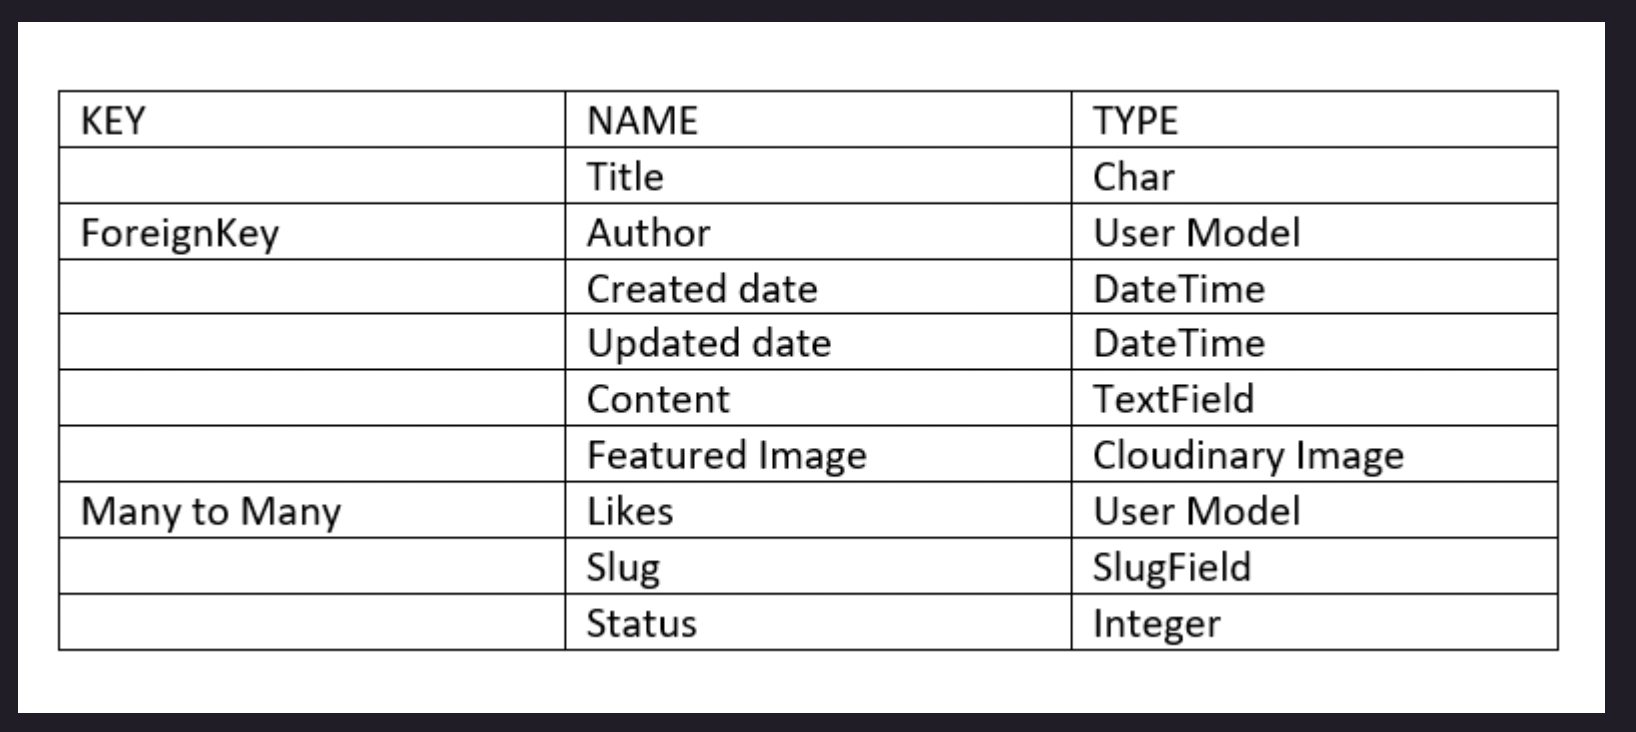 KEY NAME TYPE
Title Char
ForeignKey Author User Model
Created date DateTime
Updated date DateTime
Content TextField
Featured Image Cloudinary Image
Many to Many Likes User Model
Slug SlugField
Status Integer